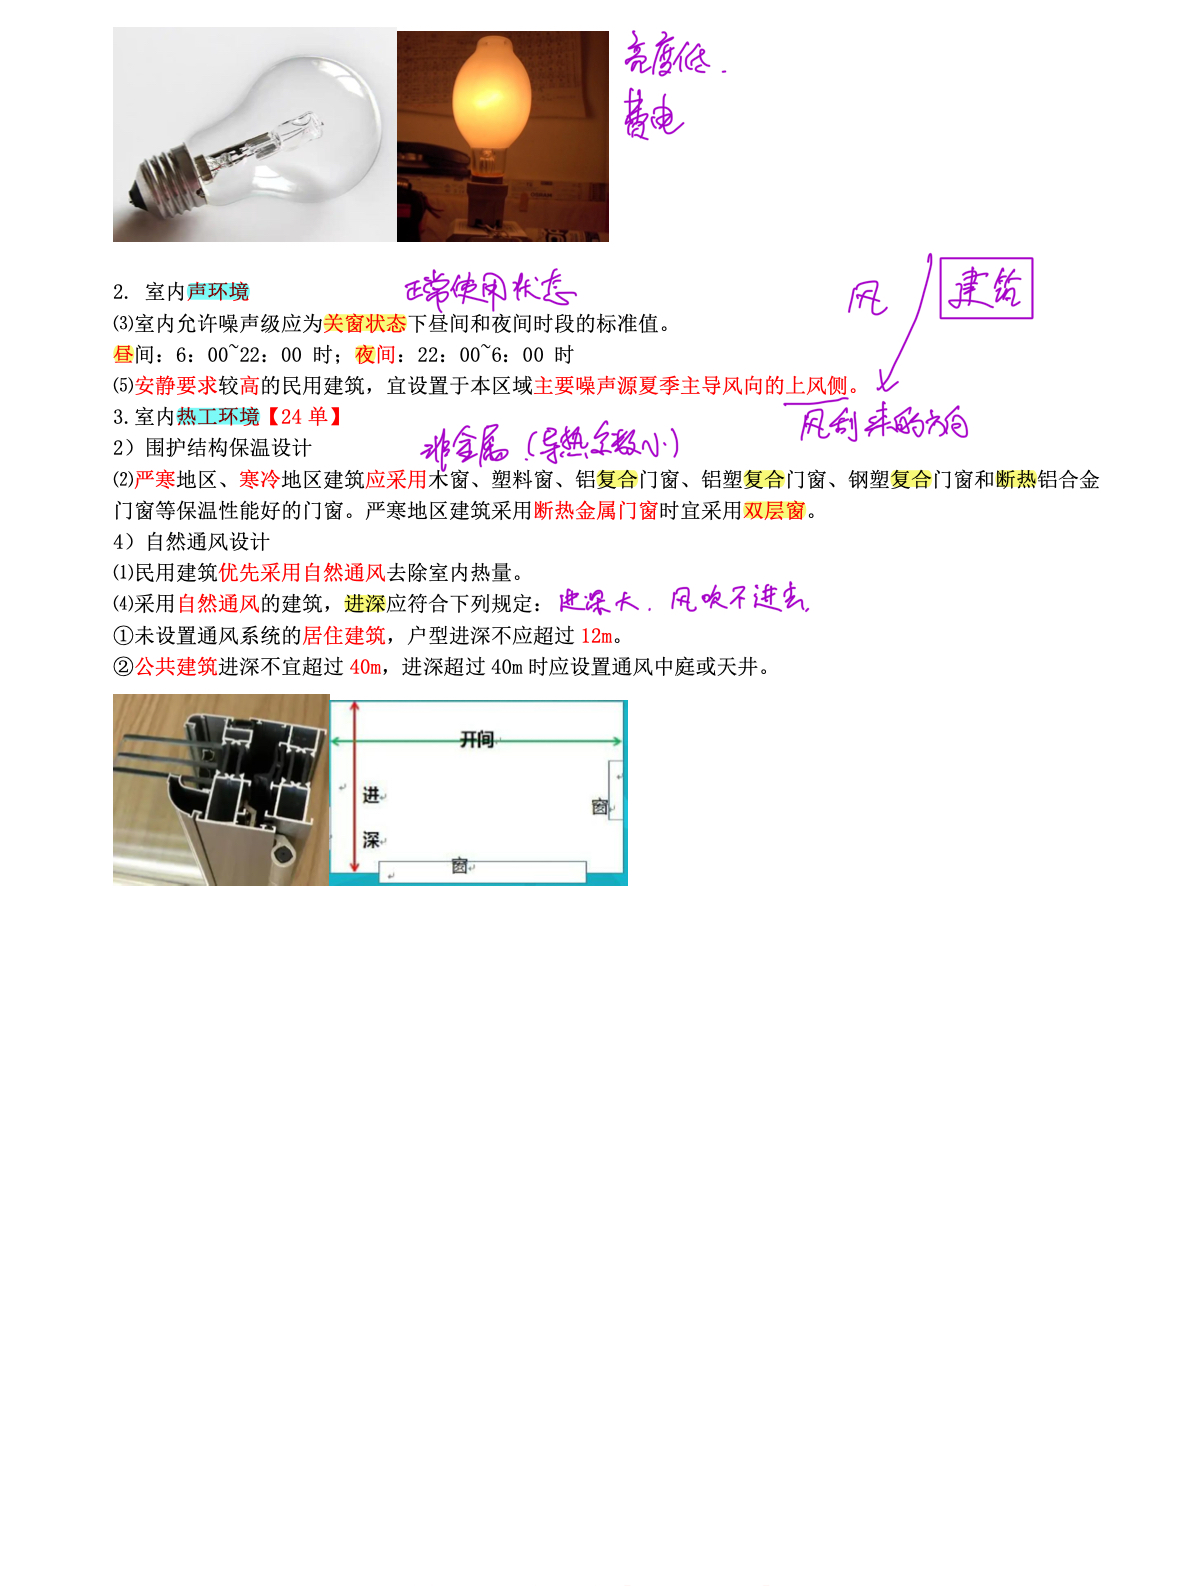 亮度低.
费电
正常使用状态
风
建筑
2. 室内声环境
⑶室内允许噪声级应为关窗状态下昼间和夜间时段的标准值。
昼间：6：00~22：00 时；夜间：22：00~6：00 时
⑸安静要求较高的民用建筑，宜设置于本区域主要噪声源夏季主导风向的上风侧。
风刮来的方向
3.室内热工环境【24 单】
2）围护结构保温设计
非金属.（导热系数小）
⑵严寒地区、寒冷地区建筑应采用木窗、塑料窗、铝复合门窗、铝塑复合门窗、钢塑复合门窗和断热铝合金
门窗等保温性能好的门窗。严寒地区建筑采用断热金属门窗时宜采用双层窗。
4）自然通风设计
⑴民用建筑优先采用自然通风去除室内热量。
⑷采用自然通风的建筑，进深应符合下列规定： 进深大. 风吹不进去.
①未设置通风系统的居住建筑，户型进深不应超过 12m。
②公共建筑进深不宜超过 40m，进深超过 40m 时应设置通风中庭或天井。
开间
进
深
窗
窗